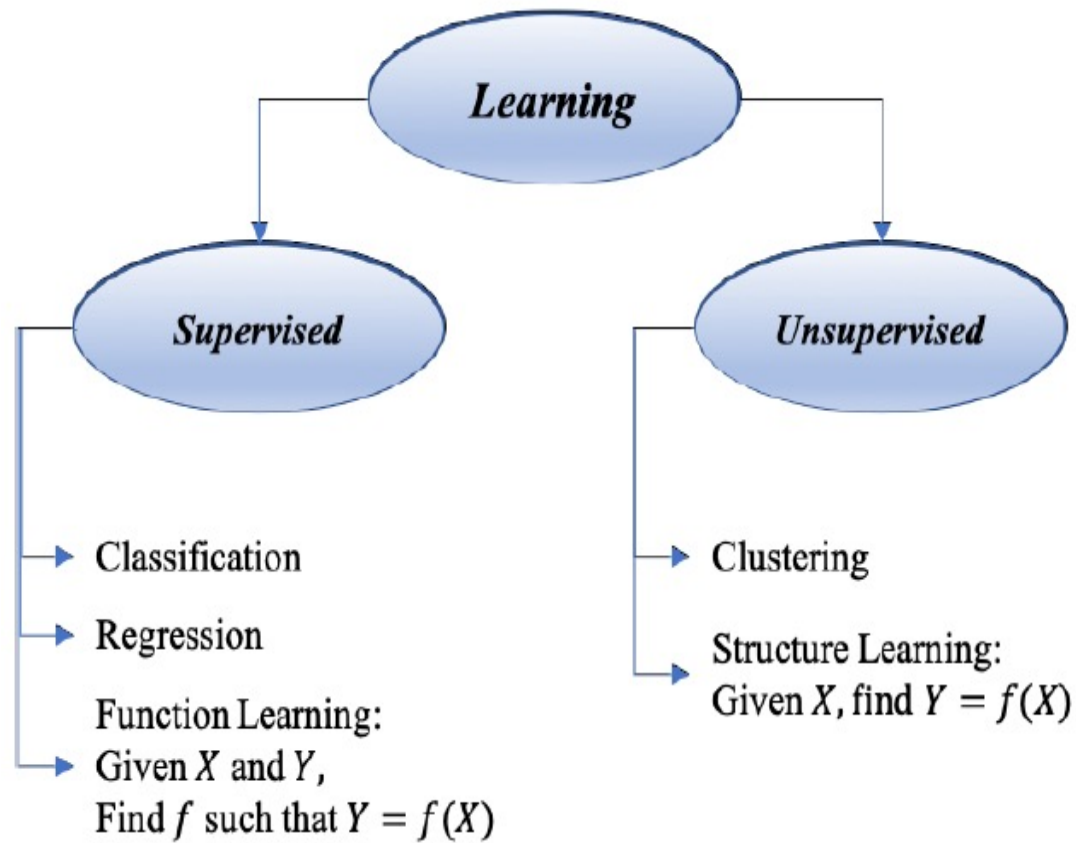 Learning
Supervised
Unsupervised
Classification
Regression
Function Learning:
Given X and Y,
Find f such that Y = f(X)
Clustering
Structure Learning:
Given X, find Y = f(X)